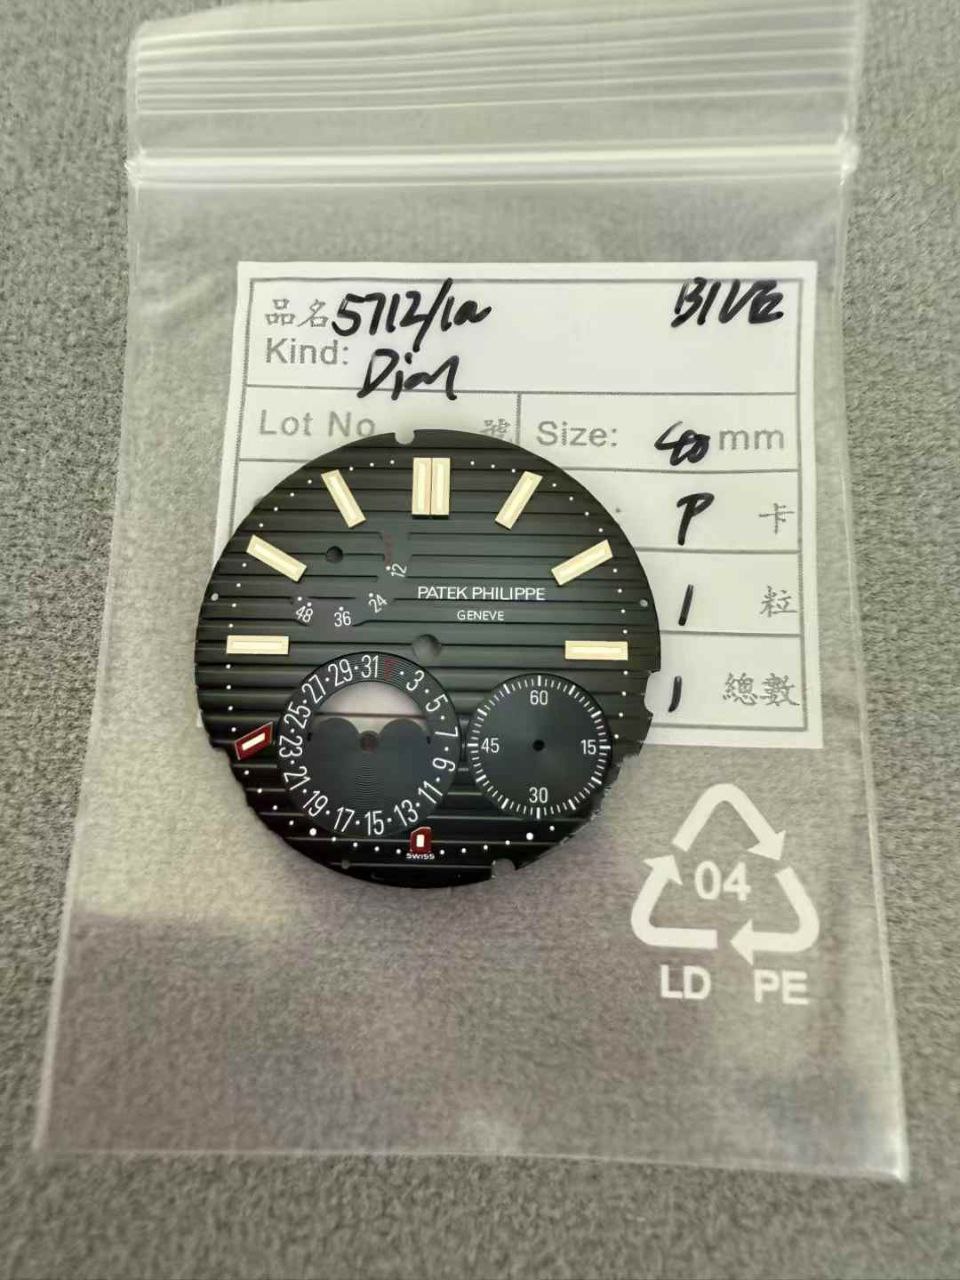 品名 5712/1a BlUE
Kind: Dial
Lot No 號 Size: 40 mm
P 卡
1 粒
1 總數
12
24
36
48
PATEK PHILIPPE
GENEVE
29 31 3 5 7 9 11 13 15 17 19 21 23 25 27
60
15
30
45
SWISS
04
LD PE